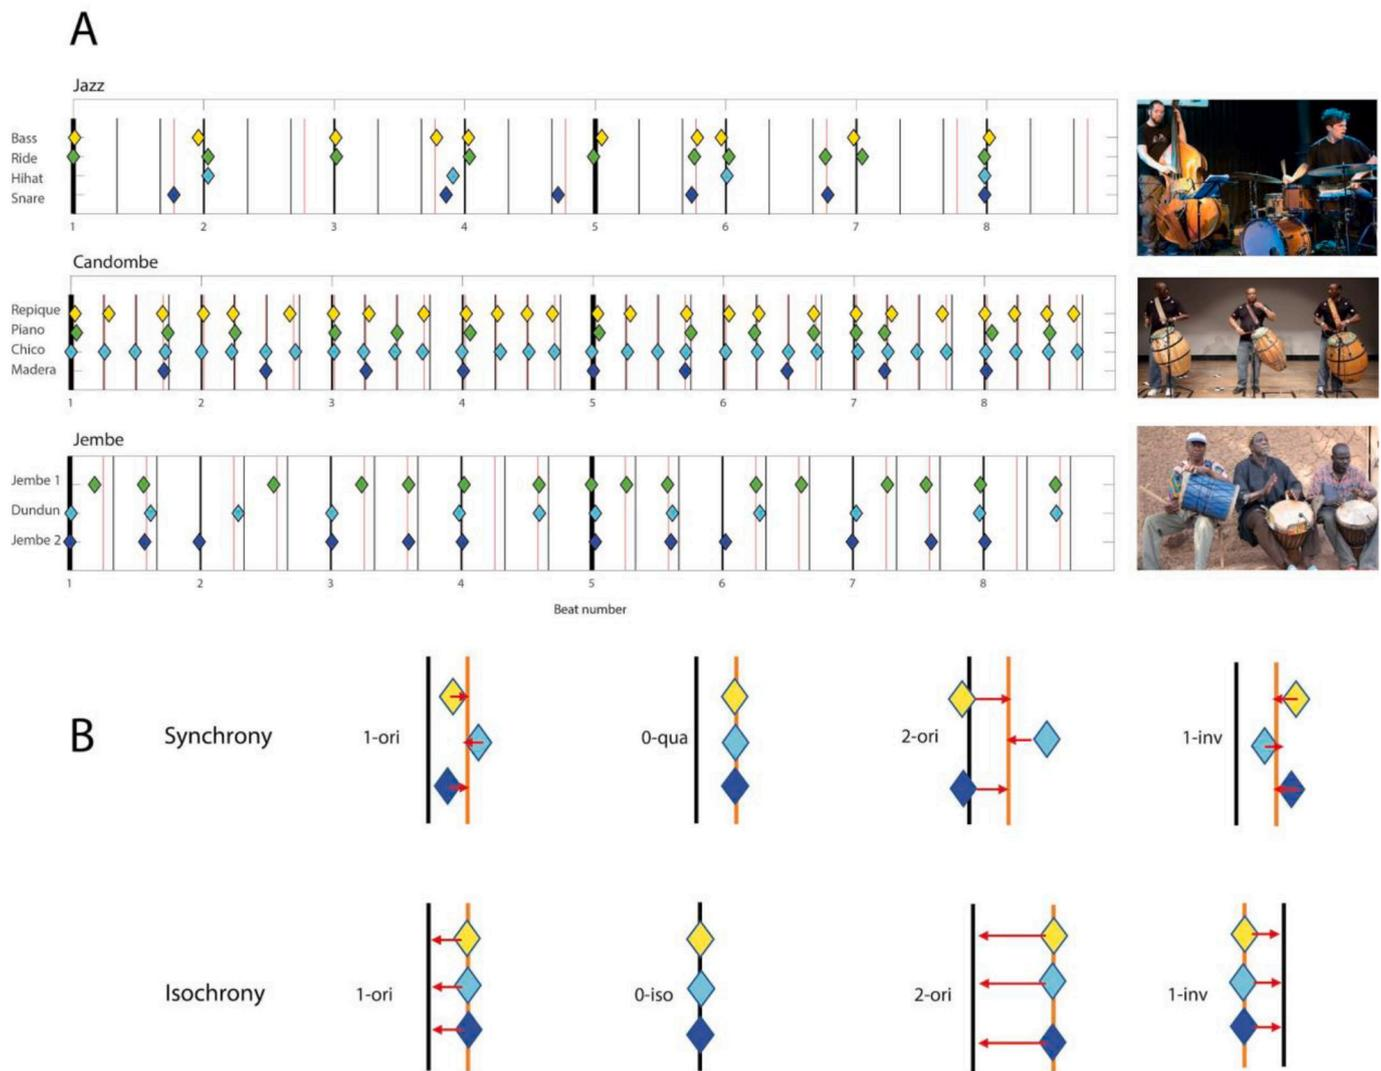 A
Jazz
Bass
Ride
Hihat
Snare
1 2 3 4 5 6 7 8
Candombe
Repique
Piano
Chico
Madera
1 2 3 4 5 6 7 8
Jembe
Jembe 1
Dundun
Jembe 2
1 2 3 4 5 6 7 8
Beat number
B
Synchrony 1-ori 0-qua 2-ori 1-inv
Isochrony 1-ori 0-iso 2-ori 1-inv